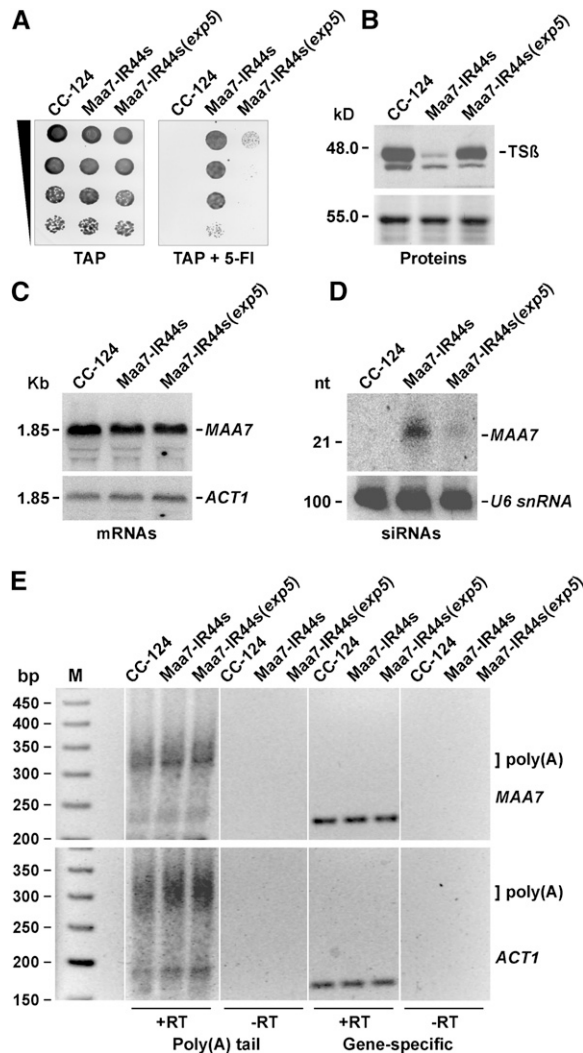 A
CC-124
Maa7-IR44s
Maa7-IR44s(exp5)
CC-124
Maa7-IR44s
Maa7-IR44s(exp5)
TAP
TAP + 5-FI
B
CC-124
Maa7-IR44s
Maa7-IR44s(exp5)
kD
48.0
TSß
55.0
Proteins
C
CC-124
Maa7-IR44s
Maa7-IR44s(exp5)
Kb
1.85
MAA7
1.85
ACT1
mRNAs
D
CC-124
Maa7-IR44s
Maa7-IR44s(exp5)
nt
21
MAA7
100
U6 snRNA
siRNAs
E
CC-124
Maa7-IR44s
Maa7-IR44s(exp5)
CC-124
Maa7-IR44s
Maa7-IR44s(exp5)
CC-124
Maa7-IR44s
Maa7-IR44s(exp5)
CC-124
Maa7-IR44s
Maa7-IR44s(exp5)
bp M
450
400
350
300
250
200
] poly(A)
MAA7
350
300
250
200
150
] poly(A)
ACT1
+RT -RT +RT -RT
Poly(A) tail Gene-specific